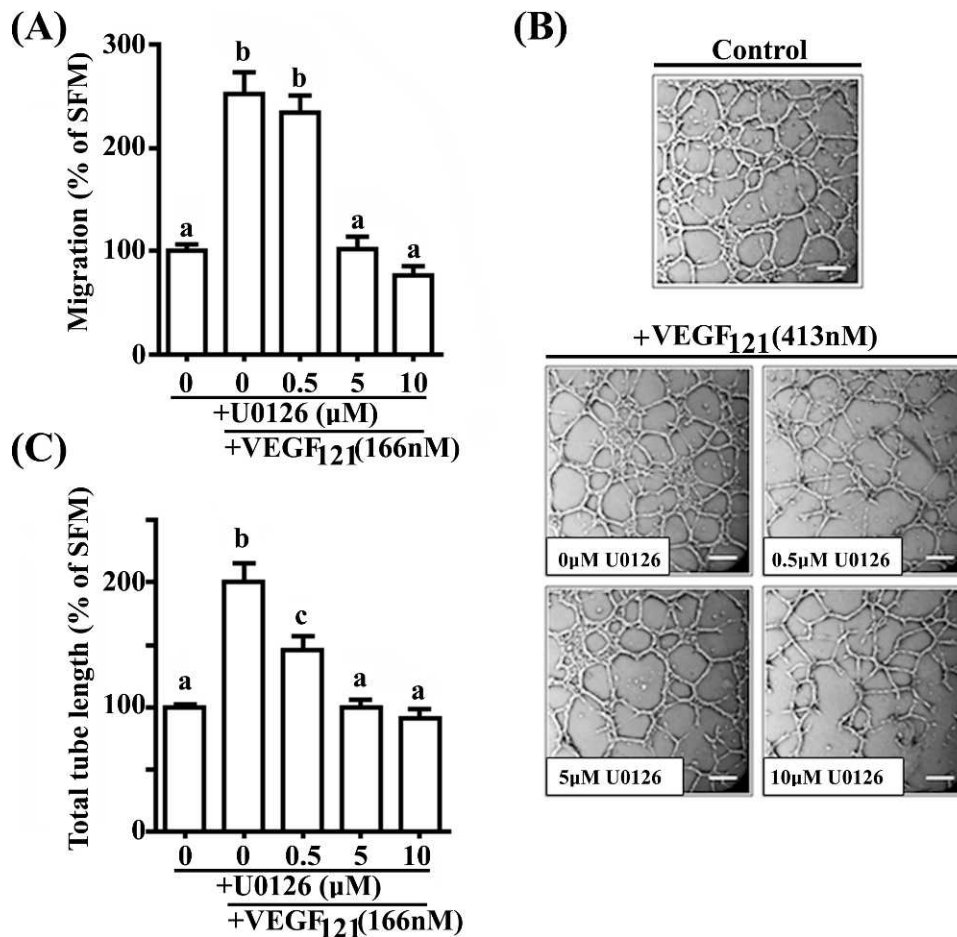 (A)
Migration (% of SFM)
300
200
100
0
a
b
b
a
a
0 0 0.5 5 10
+U0126 (µM)
+VEGF121(166nM)
(B)
Control
+VEGF121(413nM)
0µM U0126
0.5µM U0126
5µM U0126
10µM U0126
(C)
Total tube length (% of SFM)
200
100
0
a
b
c
a
a
0 0 0.5 5 10
+U0126 (µM)
+VEGF121(166nM)